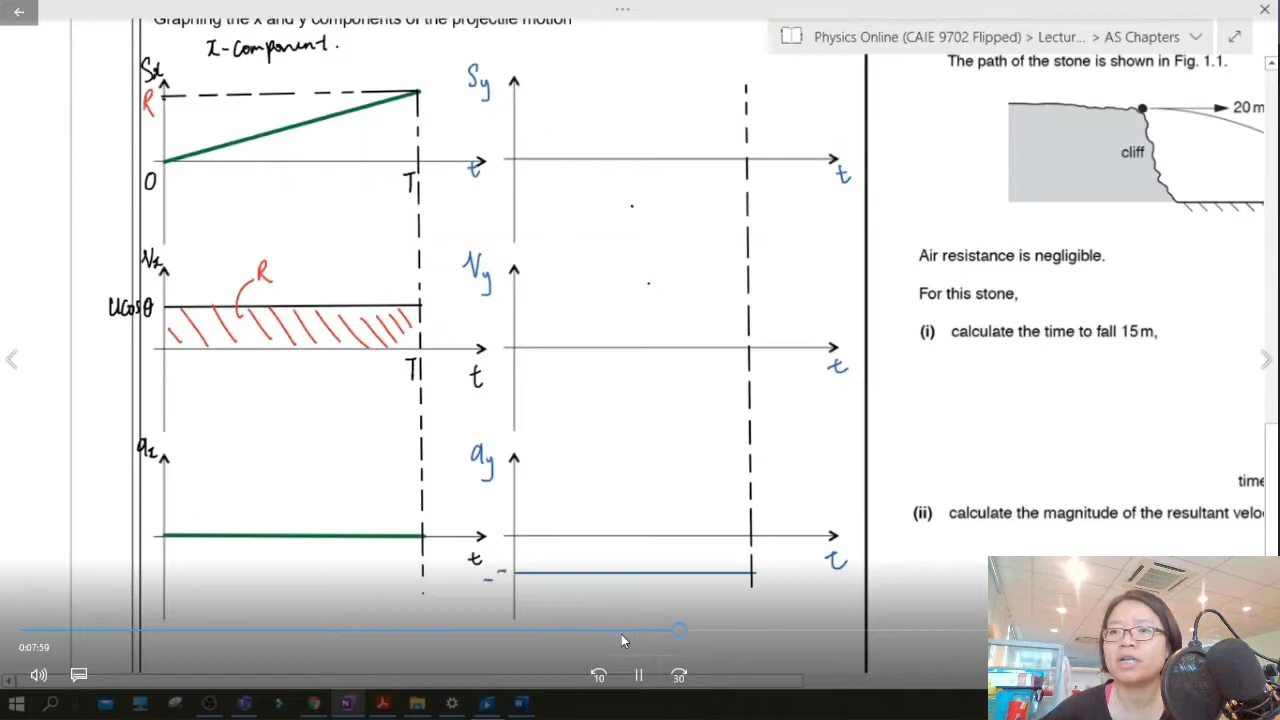 Graphing the x and y components of the projectile motion
Physics Online (CAIE 9702 Flipped) > Lectur... > AS Chapters
x-component.
The path of the stone is shown in Fig. 1.1.
Sx
R
O
T
t
Sy
t
20 m
cliff
Vx
ucosθ
R
T
t
Vy
t
Air resistance is negligible.
For this stone,
(i) calculate the time to fall 15 m,
ax
t
ay
t
time
(ii) calculate the magnitude of the resultant velo
0:07:59
10
30